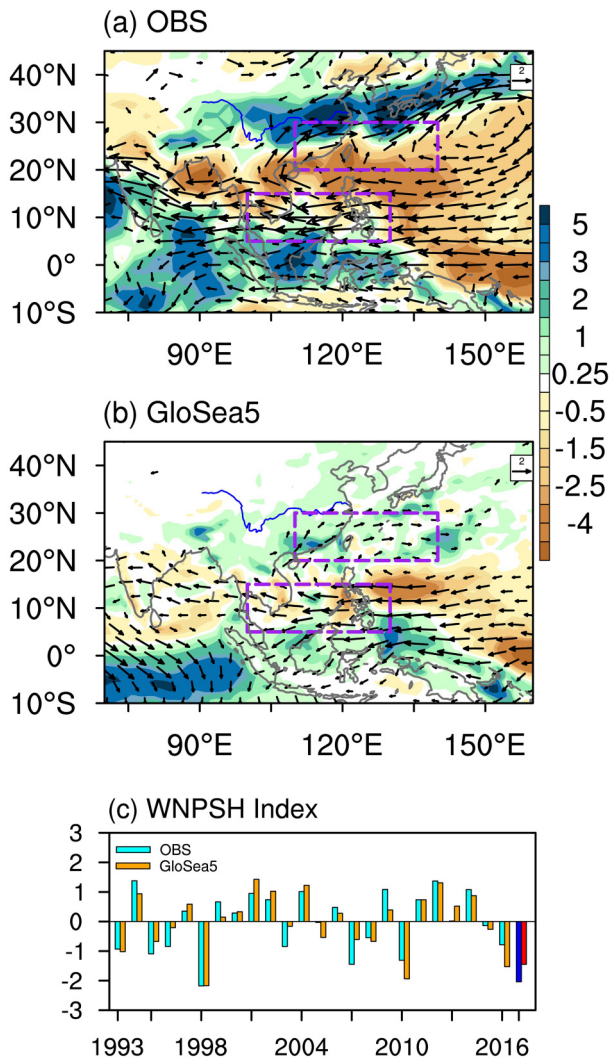 (a) OBS
2
40°N
30°N
20°N
10°N
0°
10°S
90°E 120°E 150°E
5
3
2
1
0.25
-0.5
-1.5
-2.5
-4
(b) GloSea5
2
40°N
30°N
20°N
10°N
0°
10°S
90°E 120°E 150°E
(c) WNPSH Index
OBS
GloSea5
3
2
1
0
-1
-2
-3
1993 1998 2004 2010 2016